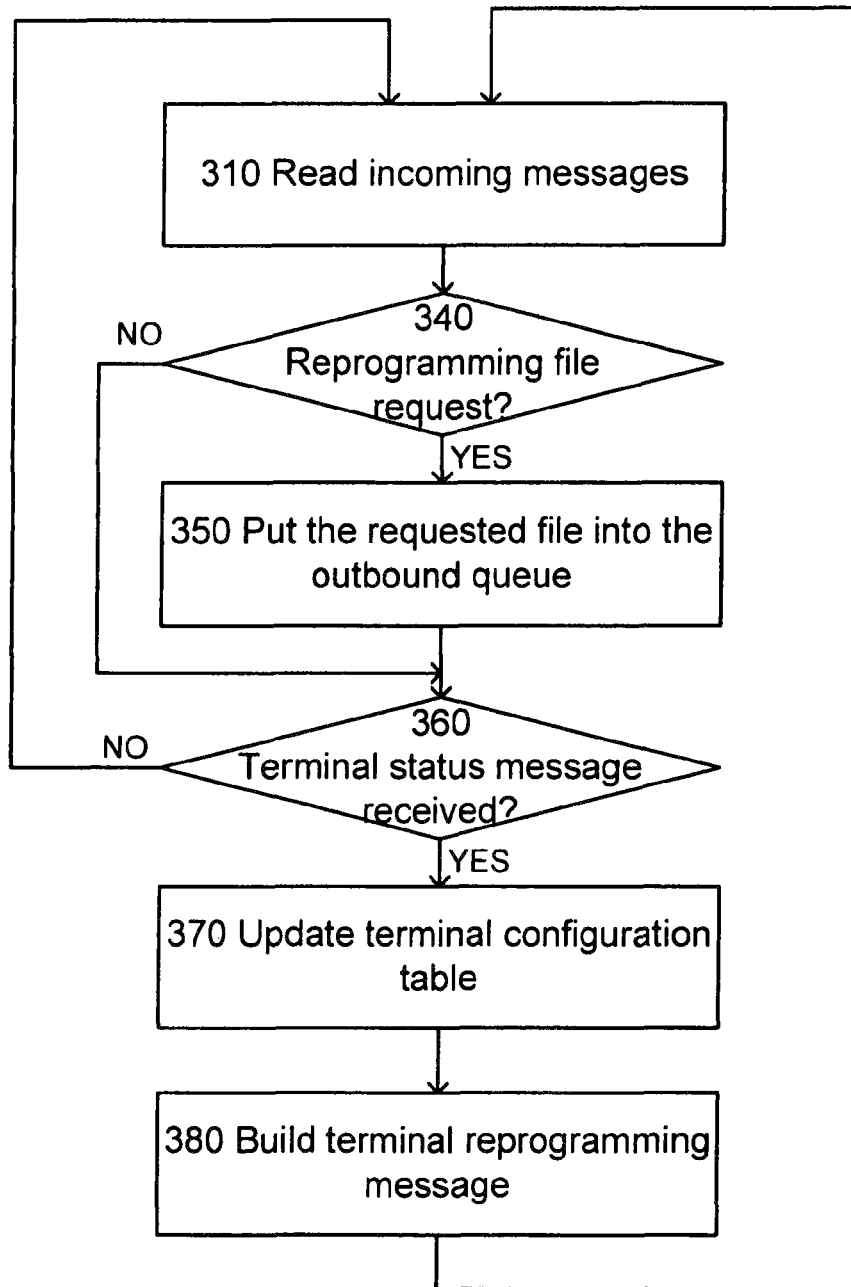 310 Read incoming messages
340
NO
Reprogramming file
request?
YES
350 Put the requested file into the
outbound queue
360
NO
Terminal status message
received?
YES
370 Update terminal configuration
table
380 Build terminal reprogramming
message